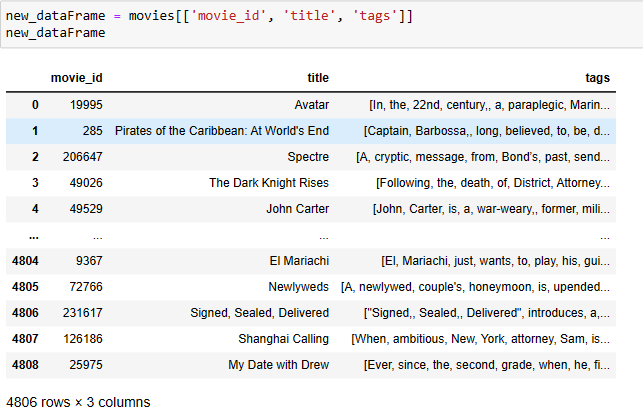 new_dataFrame = movies[['movie_id', 'title', 'tags']]
new_dataFrame
movie_id title tags
0 19995 Avatar [In, the, 22nd, century,, a, paraplegic, Marin...
1 285 Pirates of the Caribbean: At World's End [Captain, Barbossa,, long, believed, to, be, d...
2 206647 Spectre [A, cryptic, message, from, Bond's, past, send...
3 49026 The Dark Knight Rises [Following, the, death, of, District, Attorney...
4 49529 John Carter [John, Carter, is, a, war-weary,, former, mili...
... ... ... ...
4804 9367 El Mariachi [El, Mariachi, just, wants, to, play, his, gui...
4805 72766 Newlyweds [A, newlywed, couple's, honeymoon, is, upended...
4806 231617 Signed, Sealed, Delivered ["Signed,, Sealed,, Delivered", introduces, a,...
4807 126186 Shanghai Calling [When, ambitious, New, York, attorney, Sam, is...
4808 25975 My Date with Drew [Ever, since, the, second, grade, when, he, fi...
4806 rows × 3 columns